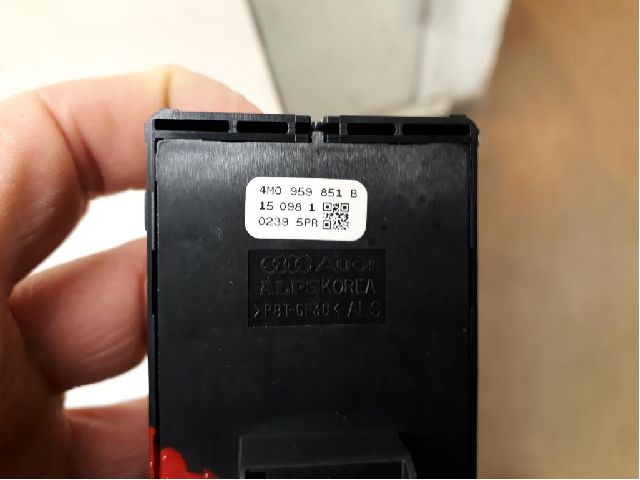 4M0 959 851 B
15 098 1
0239 5PR
Audi
ALPS KOREA
>PBT-GF30< ALS